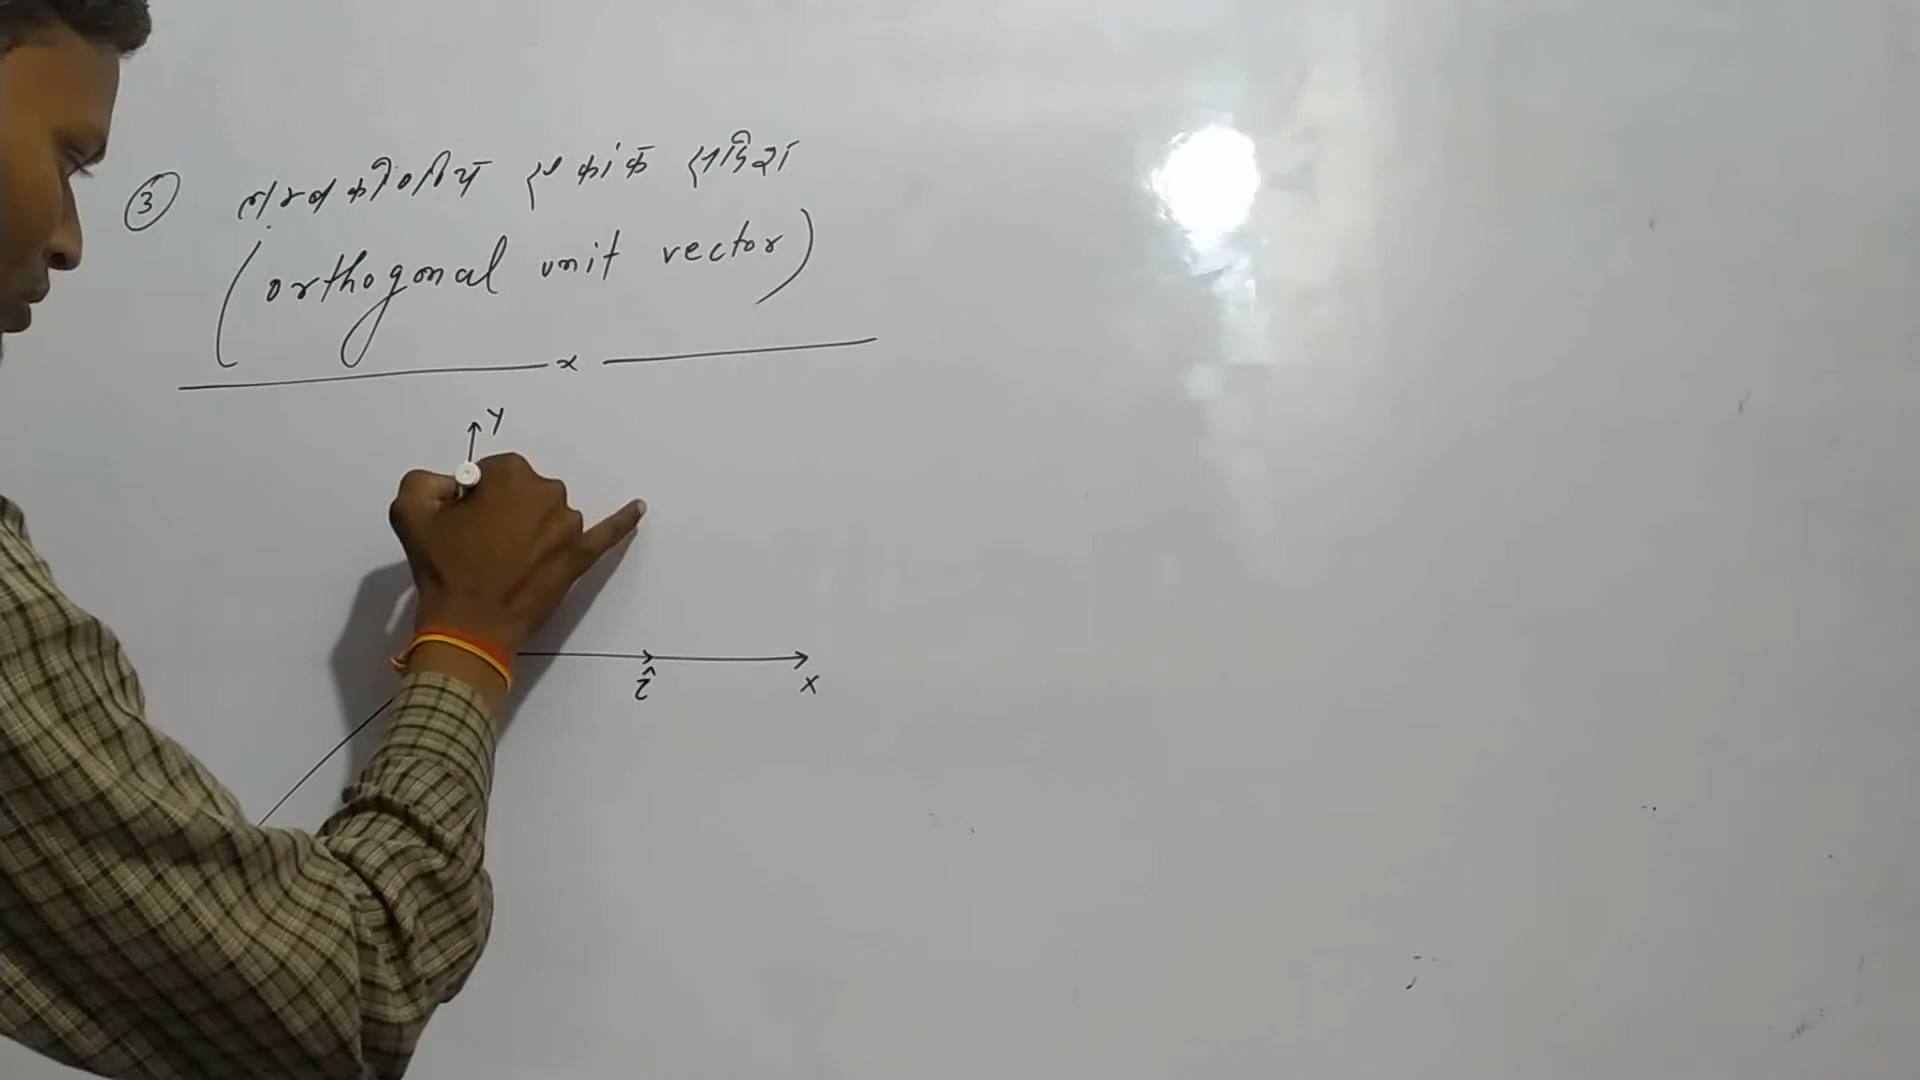 ③ लम्बकोणीय एकांक सदिश
(orthogonal unit vector)
x
y
î
x